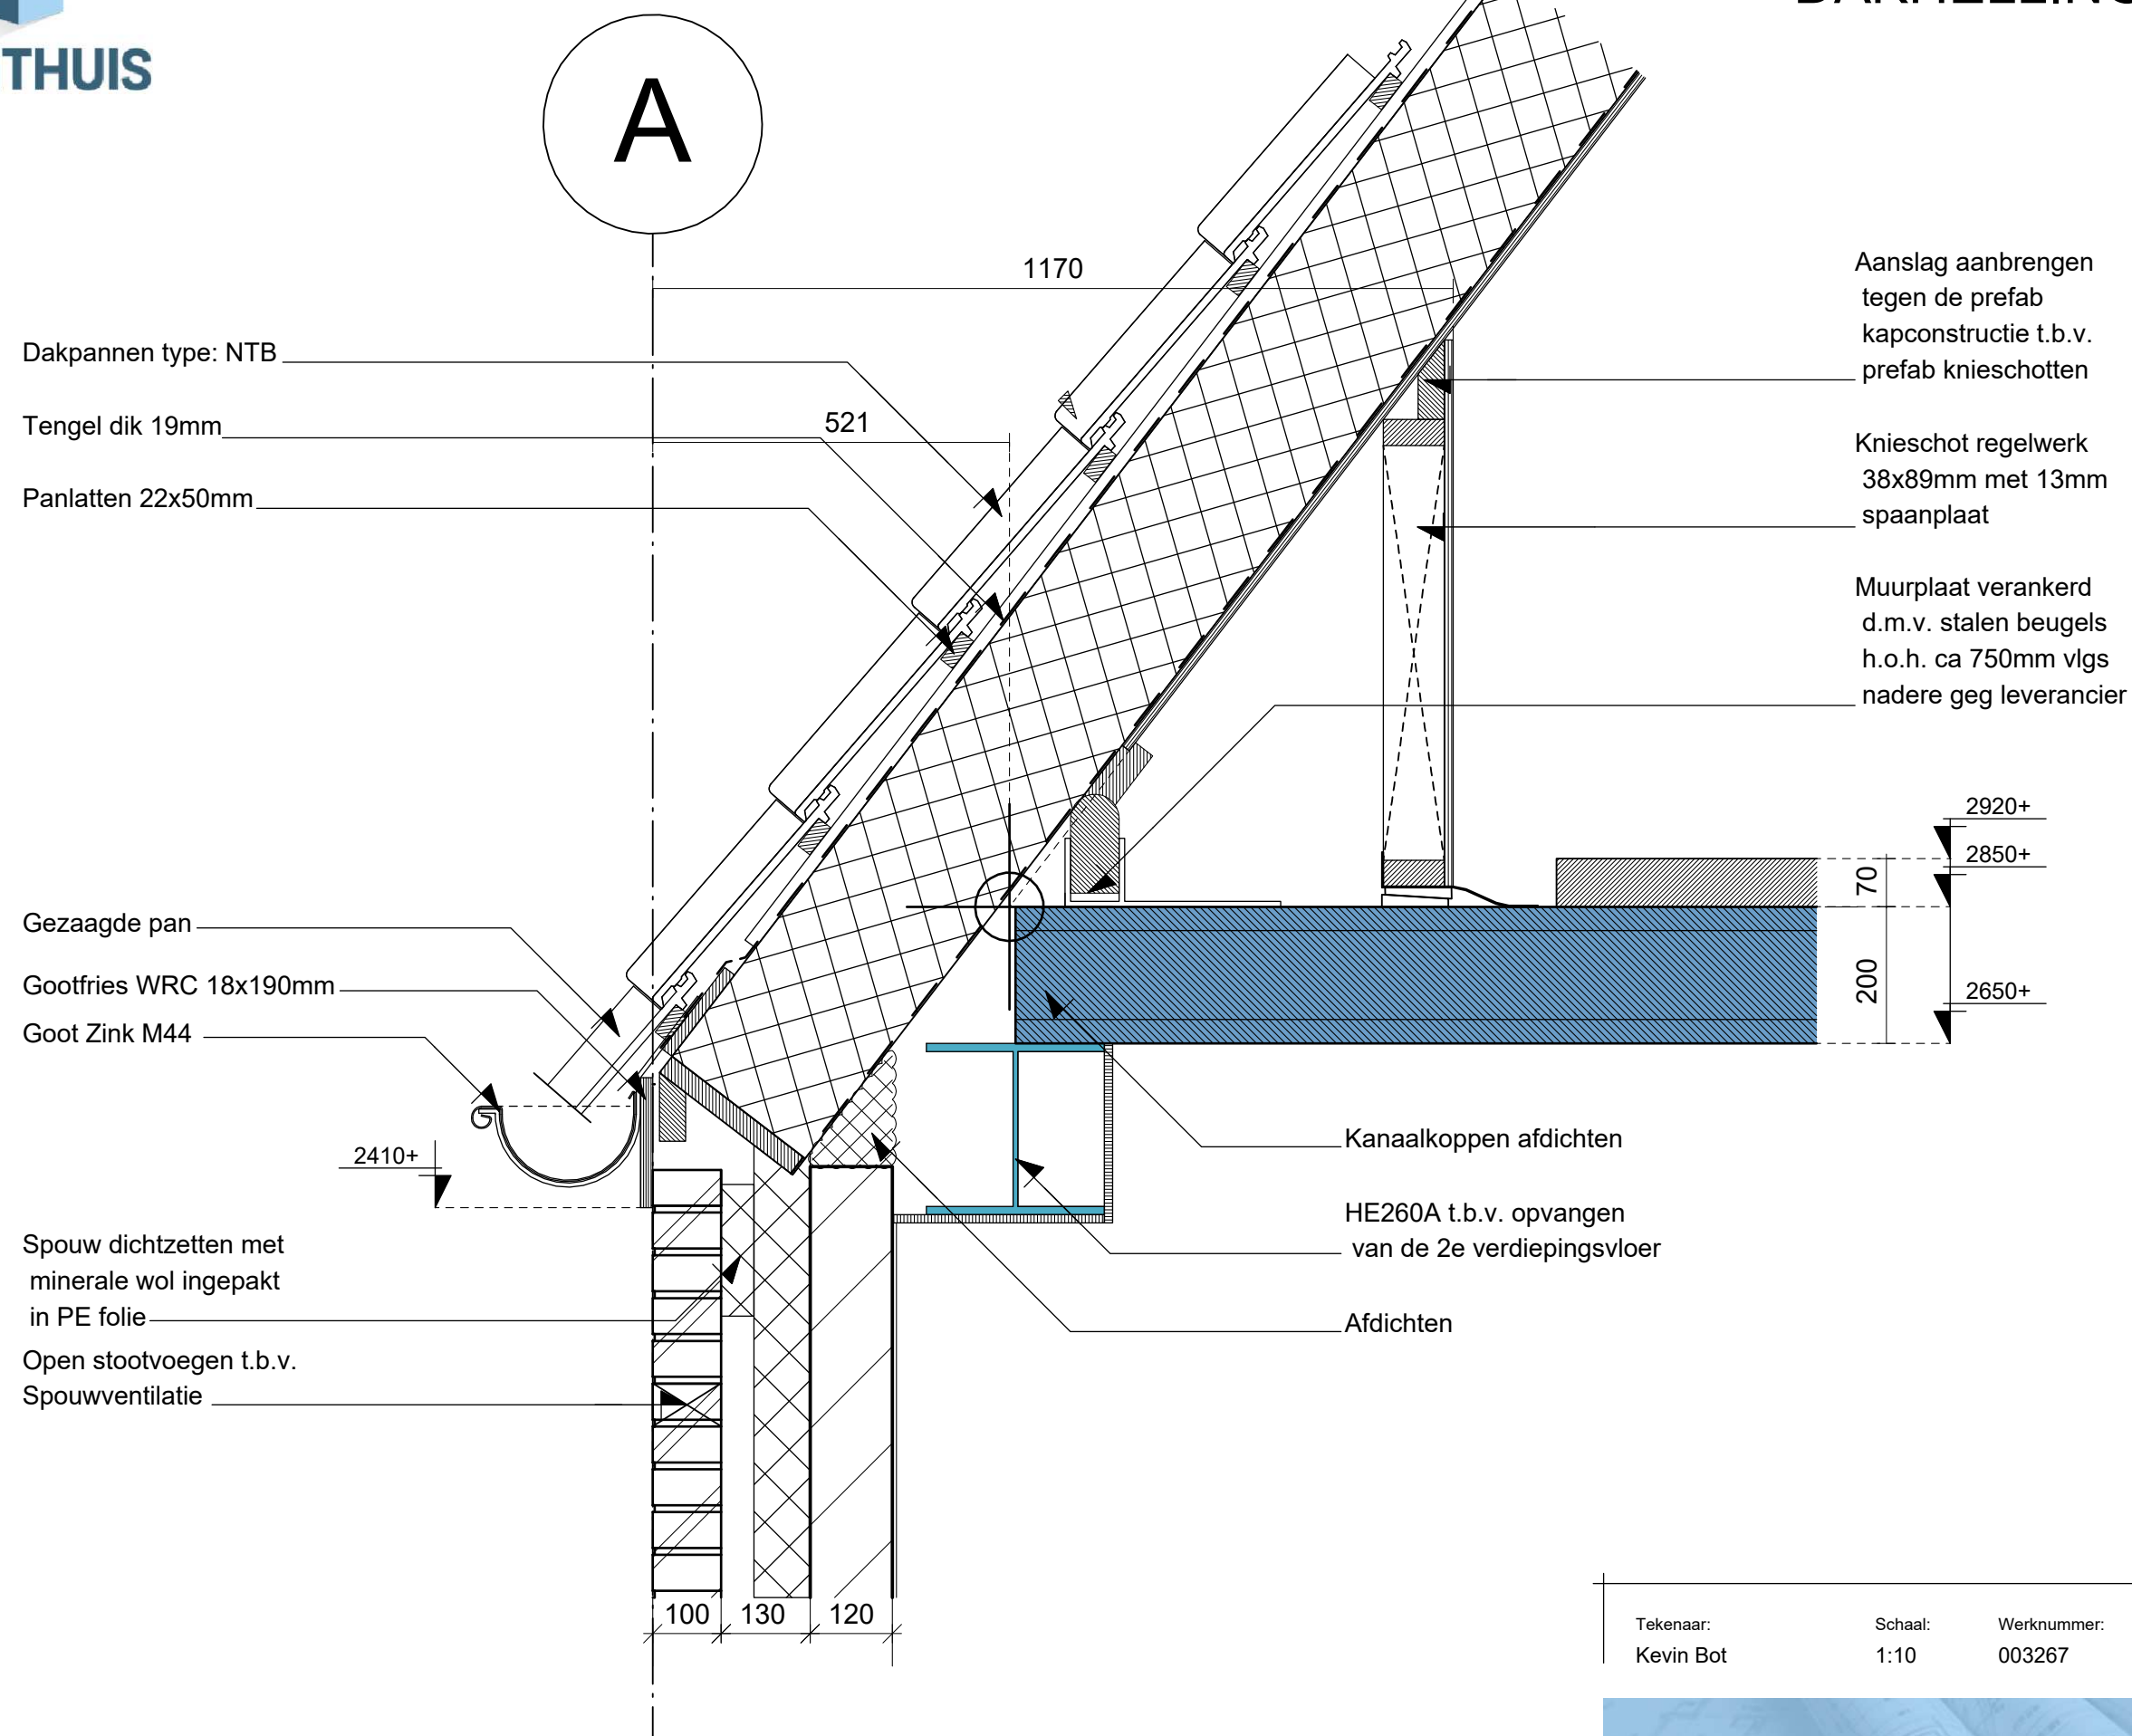 THUIS
A
1170
Dakpannen type: NTB
521
Tengel dik 19mm
Panlatten 22x50mm
Aanslag aanbrengen
tegen de prefab
kapconstructie t.b.v.
prefab knieschotten
Knieschot regelwerk
38x89mm met 13mm
spaanplaat
Muurplaat verankerd
d.m.v. stalen beugels
h.o.h. ca 750mm vlgs
nadere geg leverancier
2920+
2850+
70
200
2650+
Gezaagde pan
Gootfries WRC 18x190mm
Goot Zink M44
2410+
Kanaalkoppen afdichten
HE260A t.b.v. opvangen
van de 2e verdiepingsvloer
Afdichten
Spouw dichtzetten met
minerale wol ingepakt
in PE folie
Open stootvoegen t.b.v.
Spouwventilatie
100 130 120
Tekenaar: Schaal: Werknummer:
Kevin Bot 1:10 003267